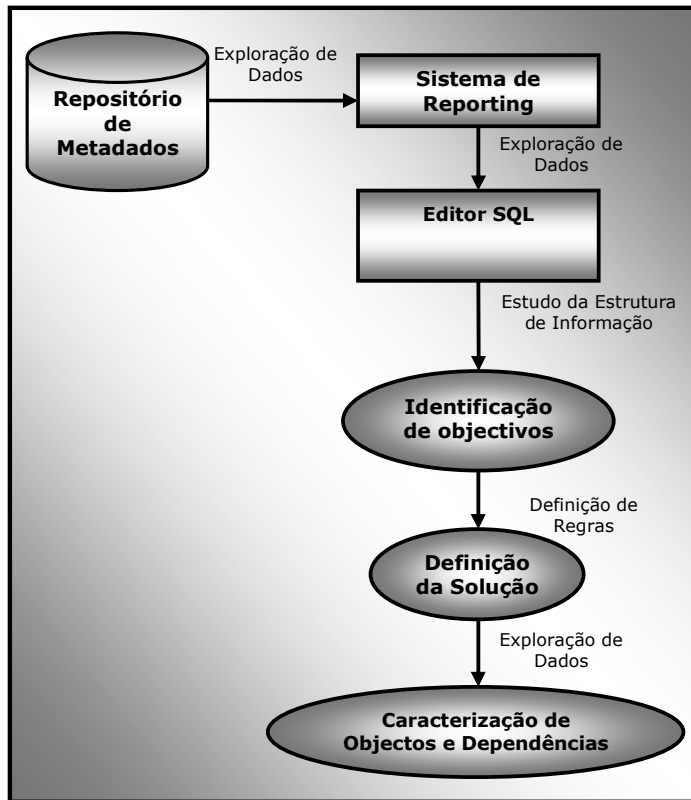 Repositório
de
Metadados
Exploração de
Dados
Sistema de
Reporting
Exploração de
Dados
Editor SQL
Estudo da Estrutura
de Informação
Identificação
de objectivos
Definição de
Regras
Definição
da Solução
Exploração de
Dados
Caracterização de
Objectos e Dependências